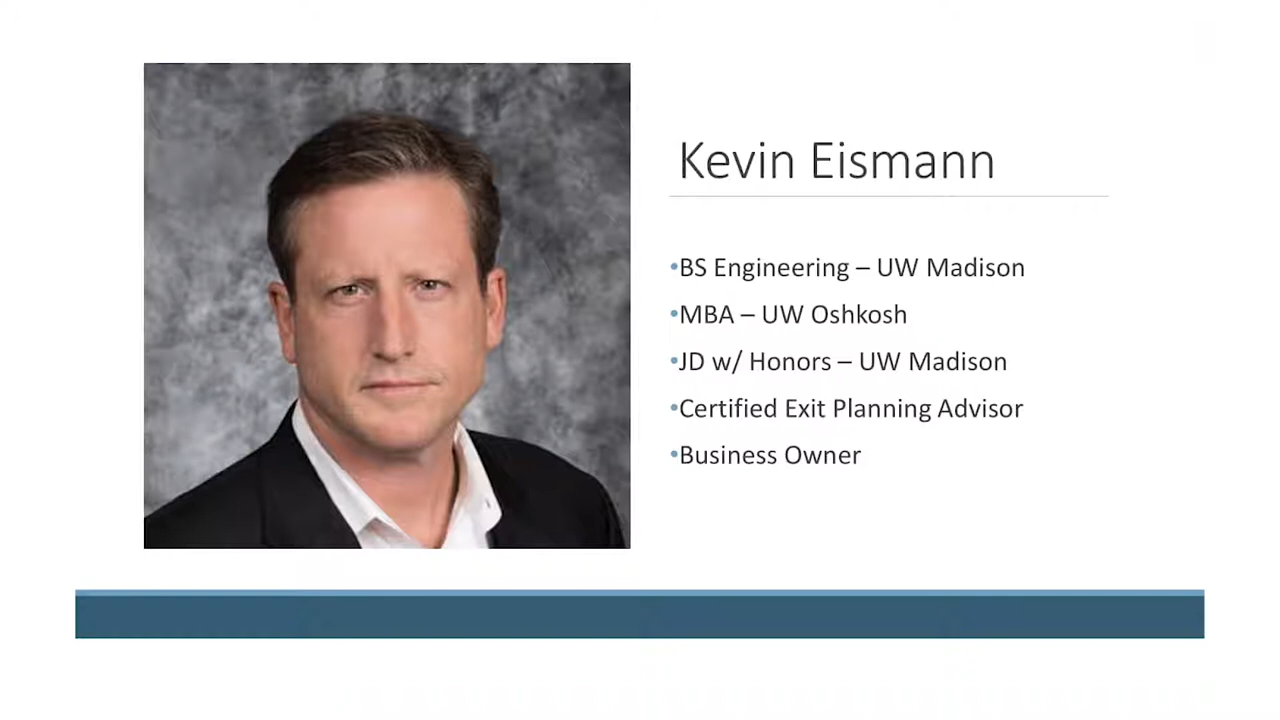 Kevin Eismann
•BS Engineering – UW Madison
•MBA – UW Oshkosh
•JD w/ Honors – UW Madison
•Certified Exit Planning Advisor
•Business Owner